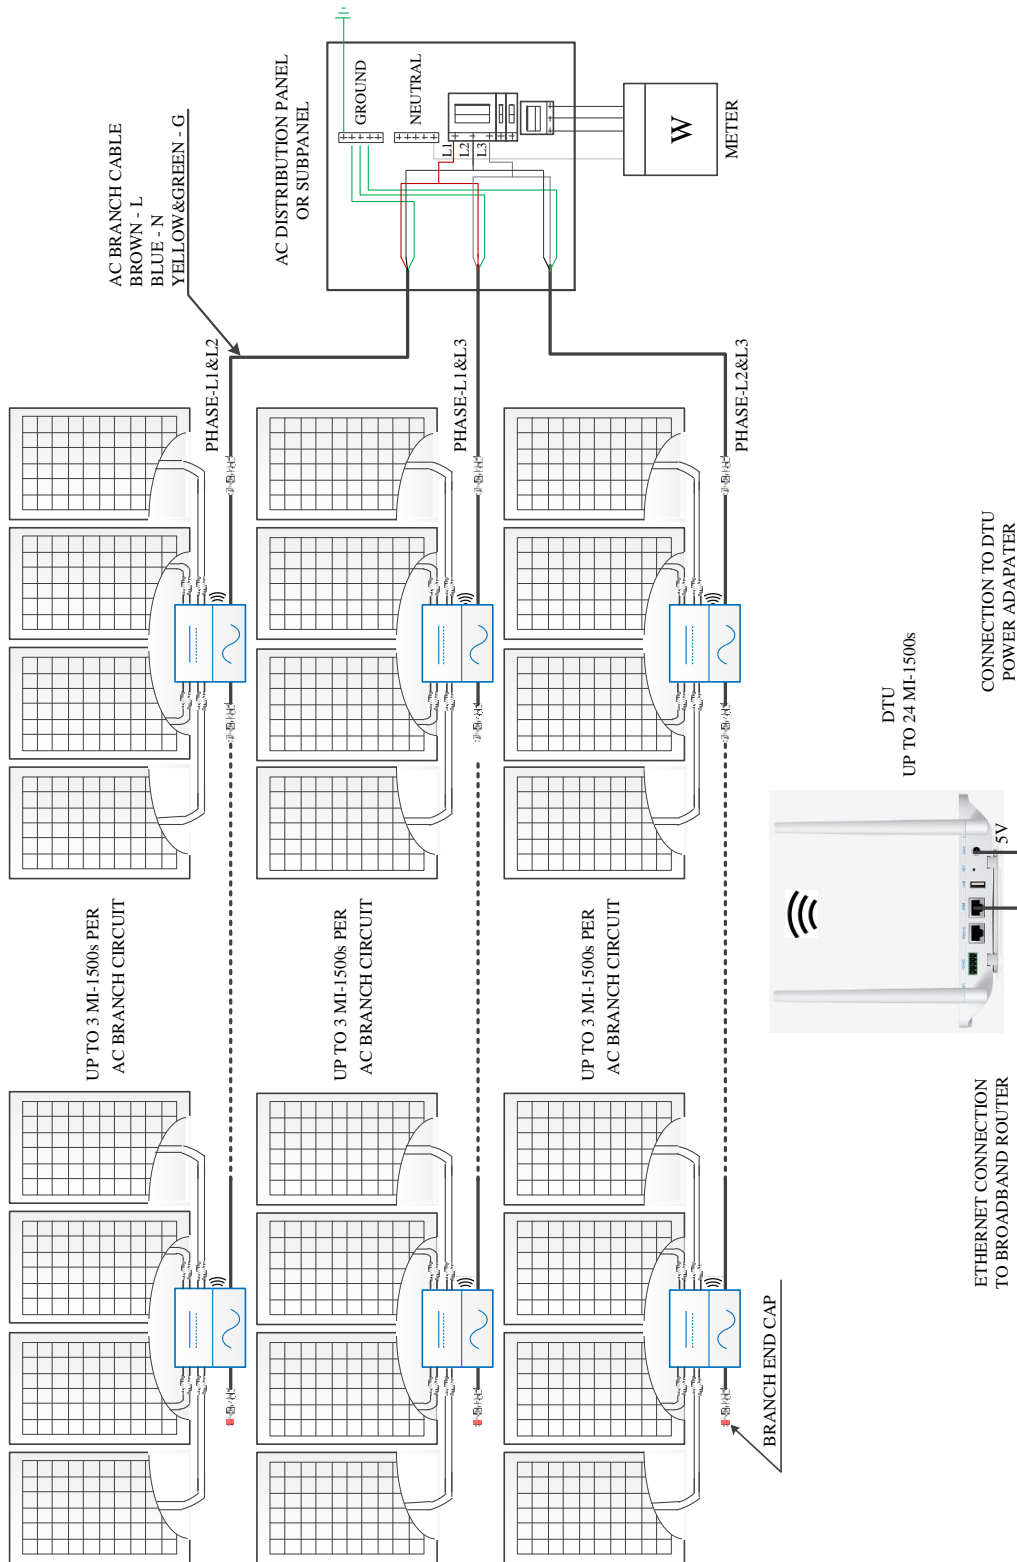 AC BRANCH CABLE
BROWN - L
BLUE - N
YELLOW&GREEN - G
AC DISTRIBUTION PANEL
OR SUBPANEL
GROUND
NEUTRAL
L1
L2
L3
W
METER
PHASE-L1&L2
PHASE-L1&L3
PHASE-L2&L3
UP TO 3 MI-1500s PER
AC BRANCH CIRCUIT
UP TO 3 MI-1500s PER
AC BRANCH CIRCUIT
UP TO 3 MI-1500s PER
AC BRANCH CIRCUIT
BRANCH END CAP
DTU
UP TO 24 MI-1500s
CONNECTION TO DTU
POWER ADAPATER
5V
ETHERNET CONNECTION
TO BROADBAND ROUTER